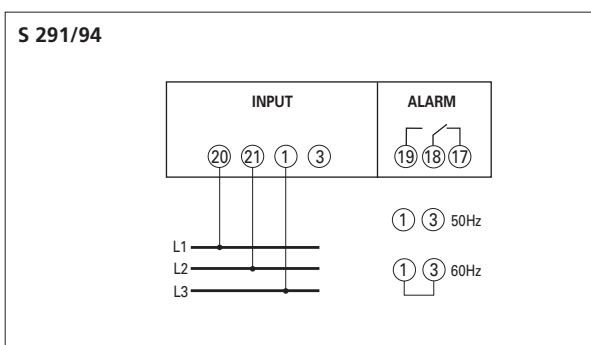 S 291/94
INPUT ALARM
20 21 1 3 19 18 17
1 3 50Hz
L1
L2 1 3 60Hz
L3